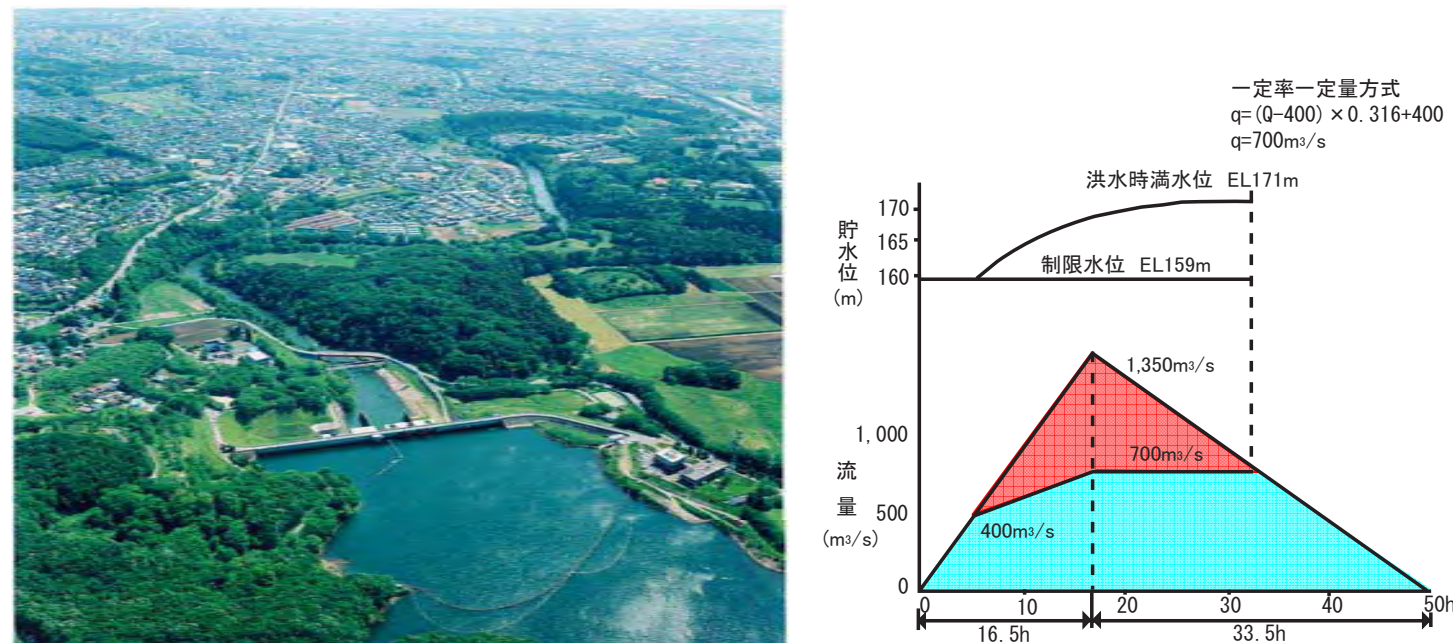 一定率一定量方式
q=(Q-400)×0.316+400
q=700m³/s
洪水時満水位 EL171m
170
165
160
貯水位
(m)
制限水位 EL159m
1,350m³/s
1,000
700m³/s
流量
500
(m³/s)
400m³/s
0
0 10 20 30 40 50h
16.5h 33.5h